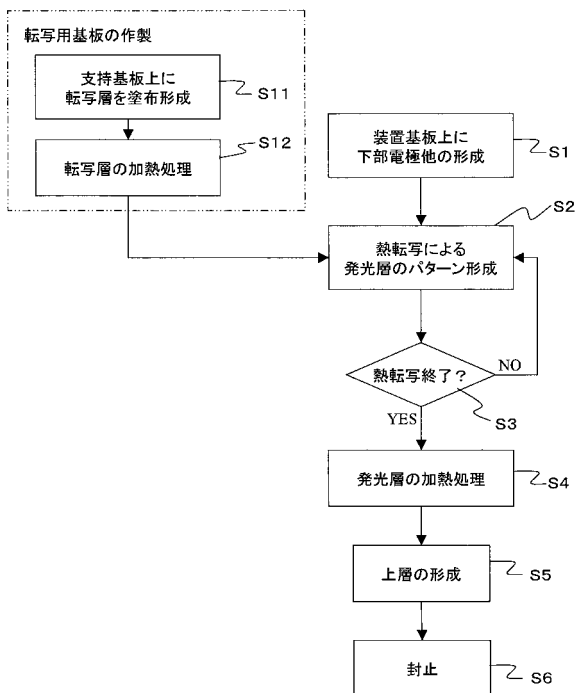 転写用基板の作製
支持基板上に
転写層を塗布形成
S11
転写層の加熱処理
S12
装置基板上に
下部電極他の形成
S1
熱転写による
発光層のパターン形成
S2
熱転写終了？
NO
S3
YES
発光層の加熱処理
S4
上層の形成
S5
封止
S6